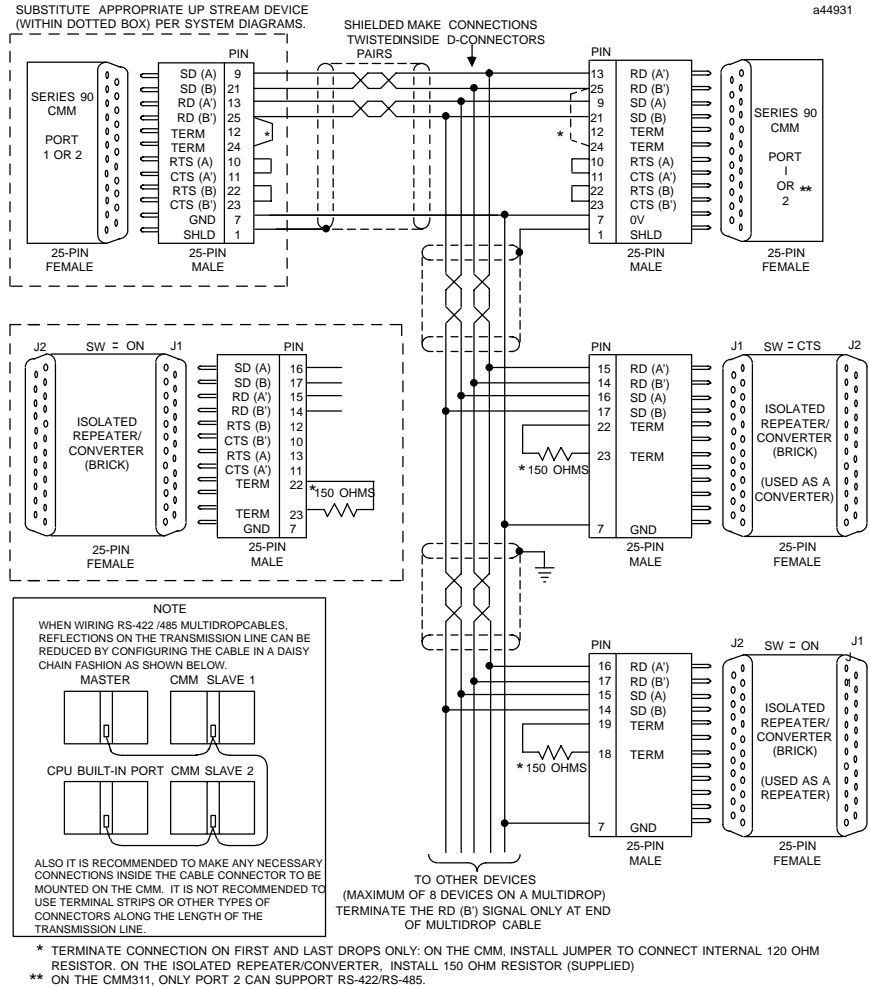 SUBSTITUTE APPROPRIATE UP STREAM DEVICE
(WITHIN DOTTED BOX) PER SYSTEM DIAGRAMS.
a44931
SHIELDED MAKE CONNECTIONS
TWISTED INSIDE D-CONNECTORS
PAIRS
SERIES 90
CMM
PORT
1 OR 2
25-PIN
FEMALE
PIN
SD (A) 9
SD (B) 21
RD (A') 13
RD (B') 25
TERM 12
TERM 24
RTS (A) 10
CTS (A') 11
RTS (B) 22
CTS (B') 23
GND 7
SHLD 1
*
25-PIN
MALE
PIN
13 RD (A')
25 RD (B')
9 SD (A)
21 SD (B)
12 TERM
24 TERM
10 RTS (A)
11 CTS (A')
22 RTS (B)
23 CTS (B')
7 0V
1 SHLD
*
25-PIN
MALE
SERIES 90
CMM
PORT
I
OR **
2
25-PIN
FEMALE
J2 SW = ON J1
ISOLATED
REPEATER/
CONVERTER
(BRICK)
25-PIN
FEMALE
PIN
SD (A) 16
SD (B) 17
RD (A') 15
RD (B') 14
RTS (B) 12
CTS (B') 10
RTS (A) 13
CTS (A') 11
TERM 22
*150 OHMS
TERM 23
GND 7
25-PIN
MALE
PIN
15 RD (A')
14 RD (B')
16 SD (A)
17 SD (B)
22 TERM
23 TERM
*150 OHMS
7 GND
25-PIN
MALE
J1 SW = CTS J2
ISOLATED
REPEATER/
CONVERTER
(BRICK)
(USED AS A
CONVERTER)
25-PIN
FEMALE
NOTE
WHEN WIRING RS-422 /485 MULTIDROPCABLES,
REFLECTIONS ON THE TRANSMISSION LINE CAN BE
REDUCED BY CONFIGURING THE CABLE IN A DAISY
CHAIN FASHION AS SHOWN BELOW.
MASTER CMM SLAVE 1
CPU BUILT-IN PORT CMM SLAVE 2
ALSO IT IS RECOMMENDED TO MAKE ANY NECESSARY
CONNECTIONS INSIDE THE CABLE CONNECTOR TO BE
MOUNTED ON THE CMM. IT IS NOT RECOMMENDED TO
USE TERMINAL STRIPS OR OTHER TYPES OF
CONNECTORS ALONG THE LENGTH OF THE
TRANSMISSION LINE.
PIN
16 RD (A')
17 RD (B')
15 SD (A)
14 SD (B)
19 TERM
18 TERM
*150 OHMS
7 GND
25-PIN
MALE
J2 SW = ON J1
J
1
ISOLATED
REPEATER/
CONVERTER
(BRICK)
(USED AS A
REPEATER)
25-PIN
FEMALE
TO OTHER DEVICES
(MAXIMUM OF 8 DEVICES ON A MULTIDROP)
TERMINATE THE RD (B') SIGNAL ONLY AT END
OF MULTIDROP CABLE
* TERMINATE CONNECTION ON FIRST AND LAST DROPS ONLY: ON THE CMM, INSTALL JUMPER TO CONNECT INTERNAL 120 OHM
RESISTOR. ON THE ISOLATED REPEATER/CONVERTER, INSTALL 150 OHM RESISTOR (SUPPLIED)
** ON THE CMM311, ONLY PORT 2 CAN SUPPORT RS-422/RS-485.